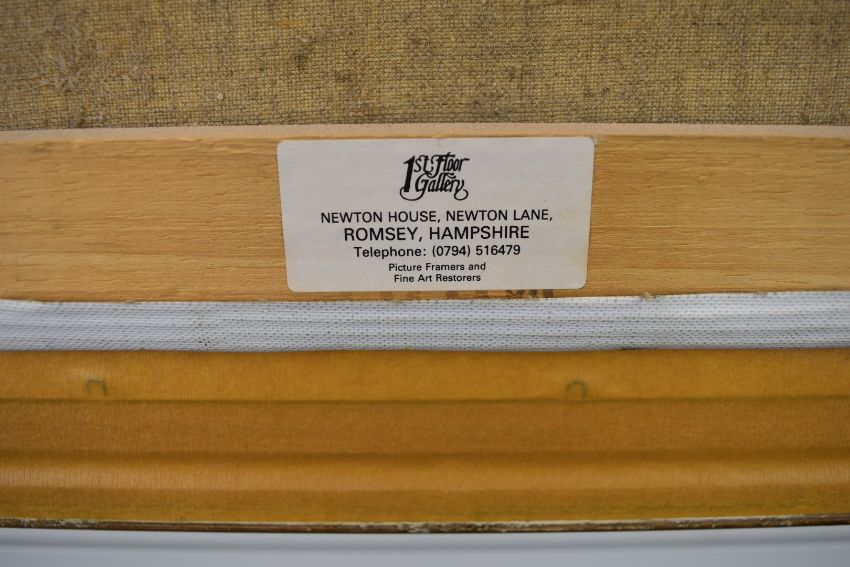 1st Floor
Gallery
NEWTON HOUSE, NEWTON LANE,
ROMSEY, HAMPSHIRE
Telephone: (0794) 516479
Picture Framers and
Fine Art Restorers